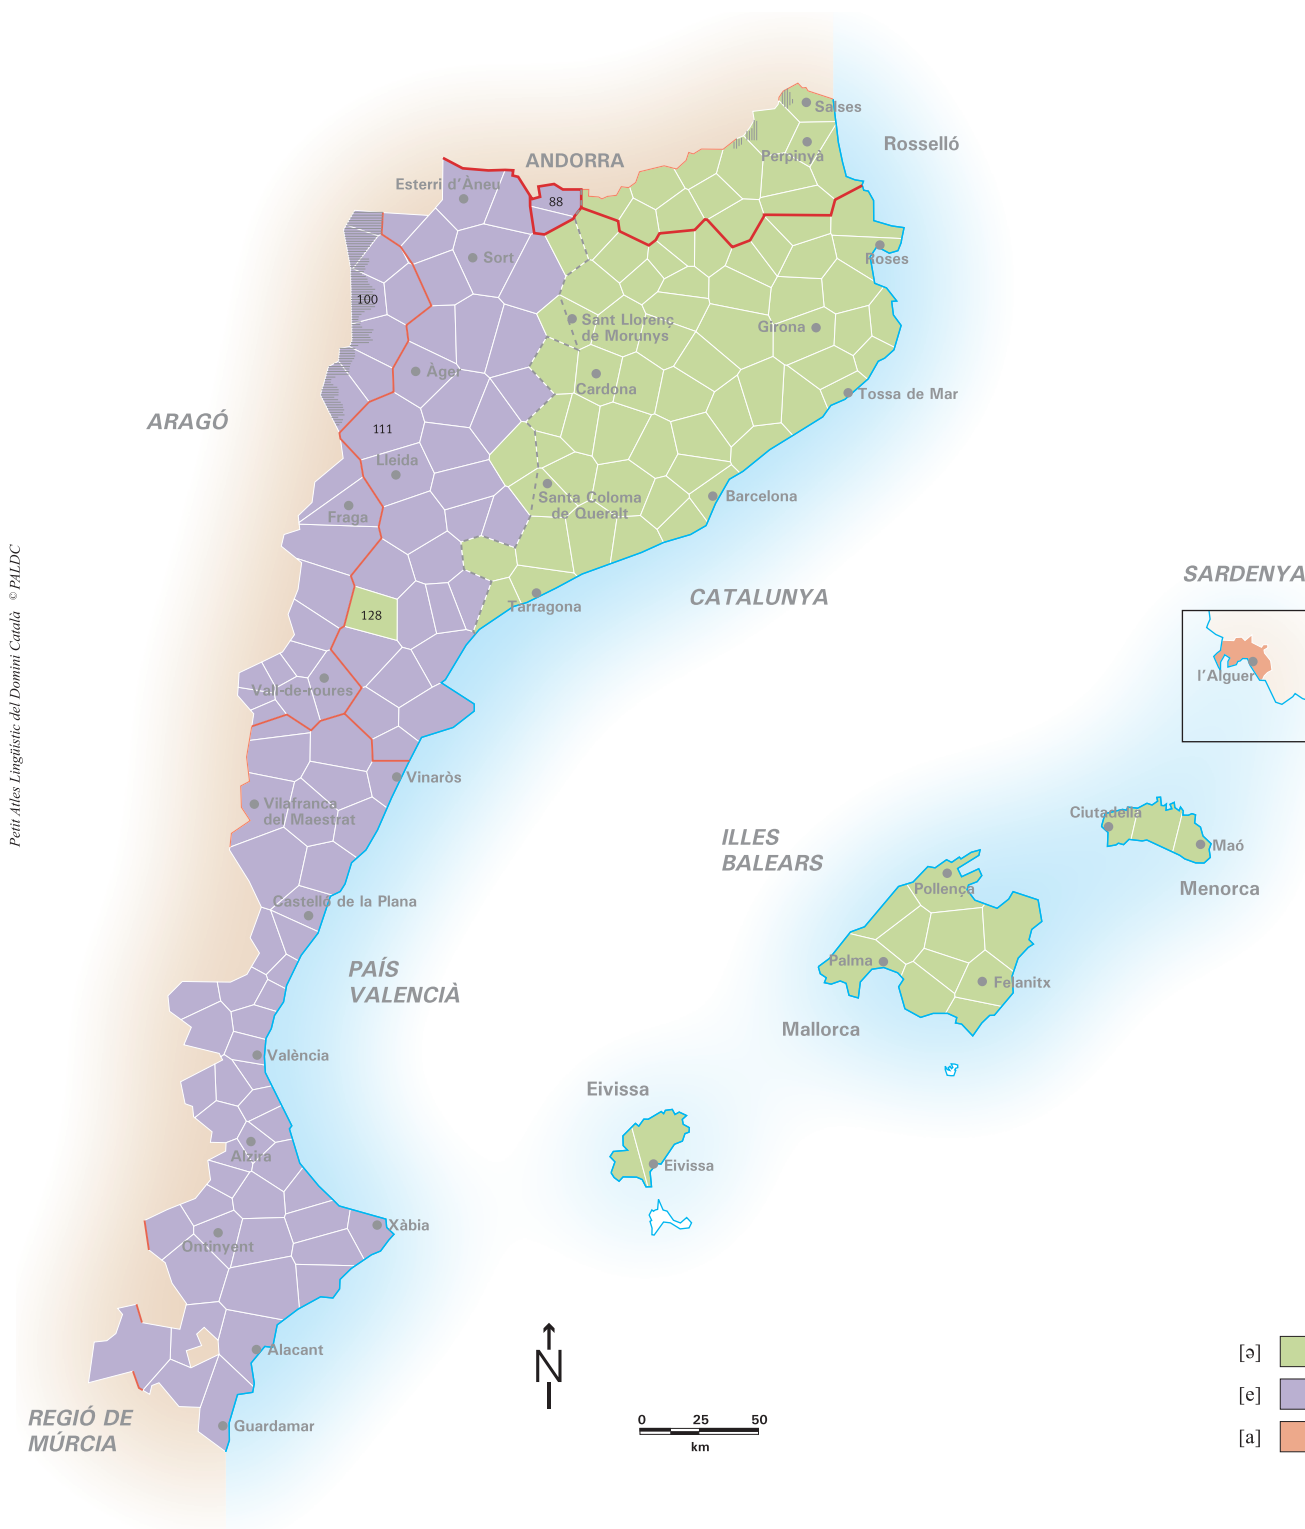 Salses
Rosselló
Perpinyà
ANDORRA
Esterri d'Àneu
88
Roses
Sort
100
Sant Llorenç
de Morunys
Girona
Àger
Cardona
Tossa de Mar
ARAGÓ
111
Lleida
Santa Coloma
de Queralt
Barcelona
Fraga
CATALUNYA
Tarragona
128
SARDENYA
l'Alguer
Vall-de-roures
Vinaròs
Vilafranca
del Maestrat
Petit Atles Lingüístic del Domini Català © PALDC
ILLES
BALEARS
Ciutadella
Maó
Menorca
Pollença
Castelló de la Plana
Palma
Felanitx
PAÍS
VALENCIÀ
Mallorca
València
Eivissa
Alzira
Eivissa
Xàbia
Ontinyent
Alacant
N
[ə]
[e]
[a]
REGIÓ DE
MÚRCIA
Guardamar
0 25 50
km